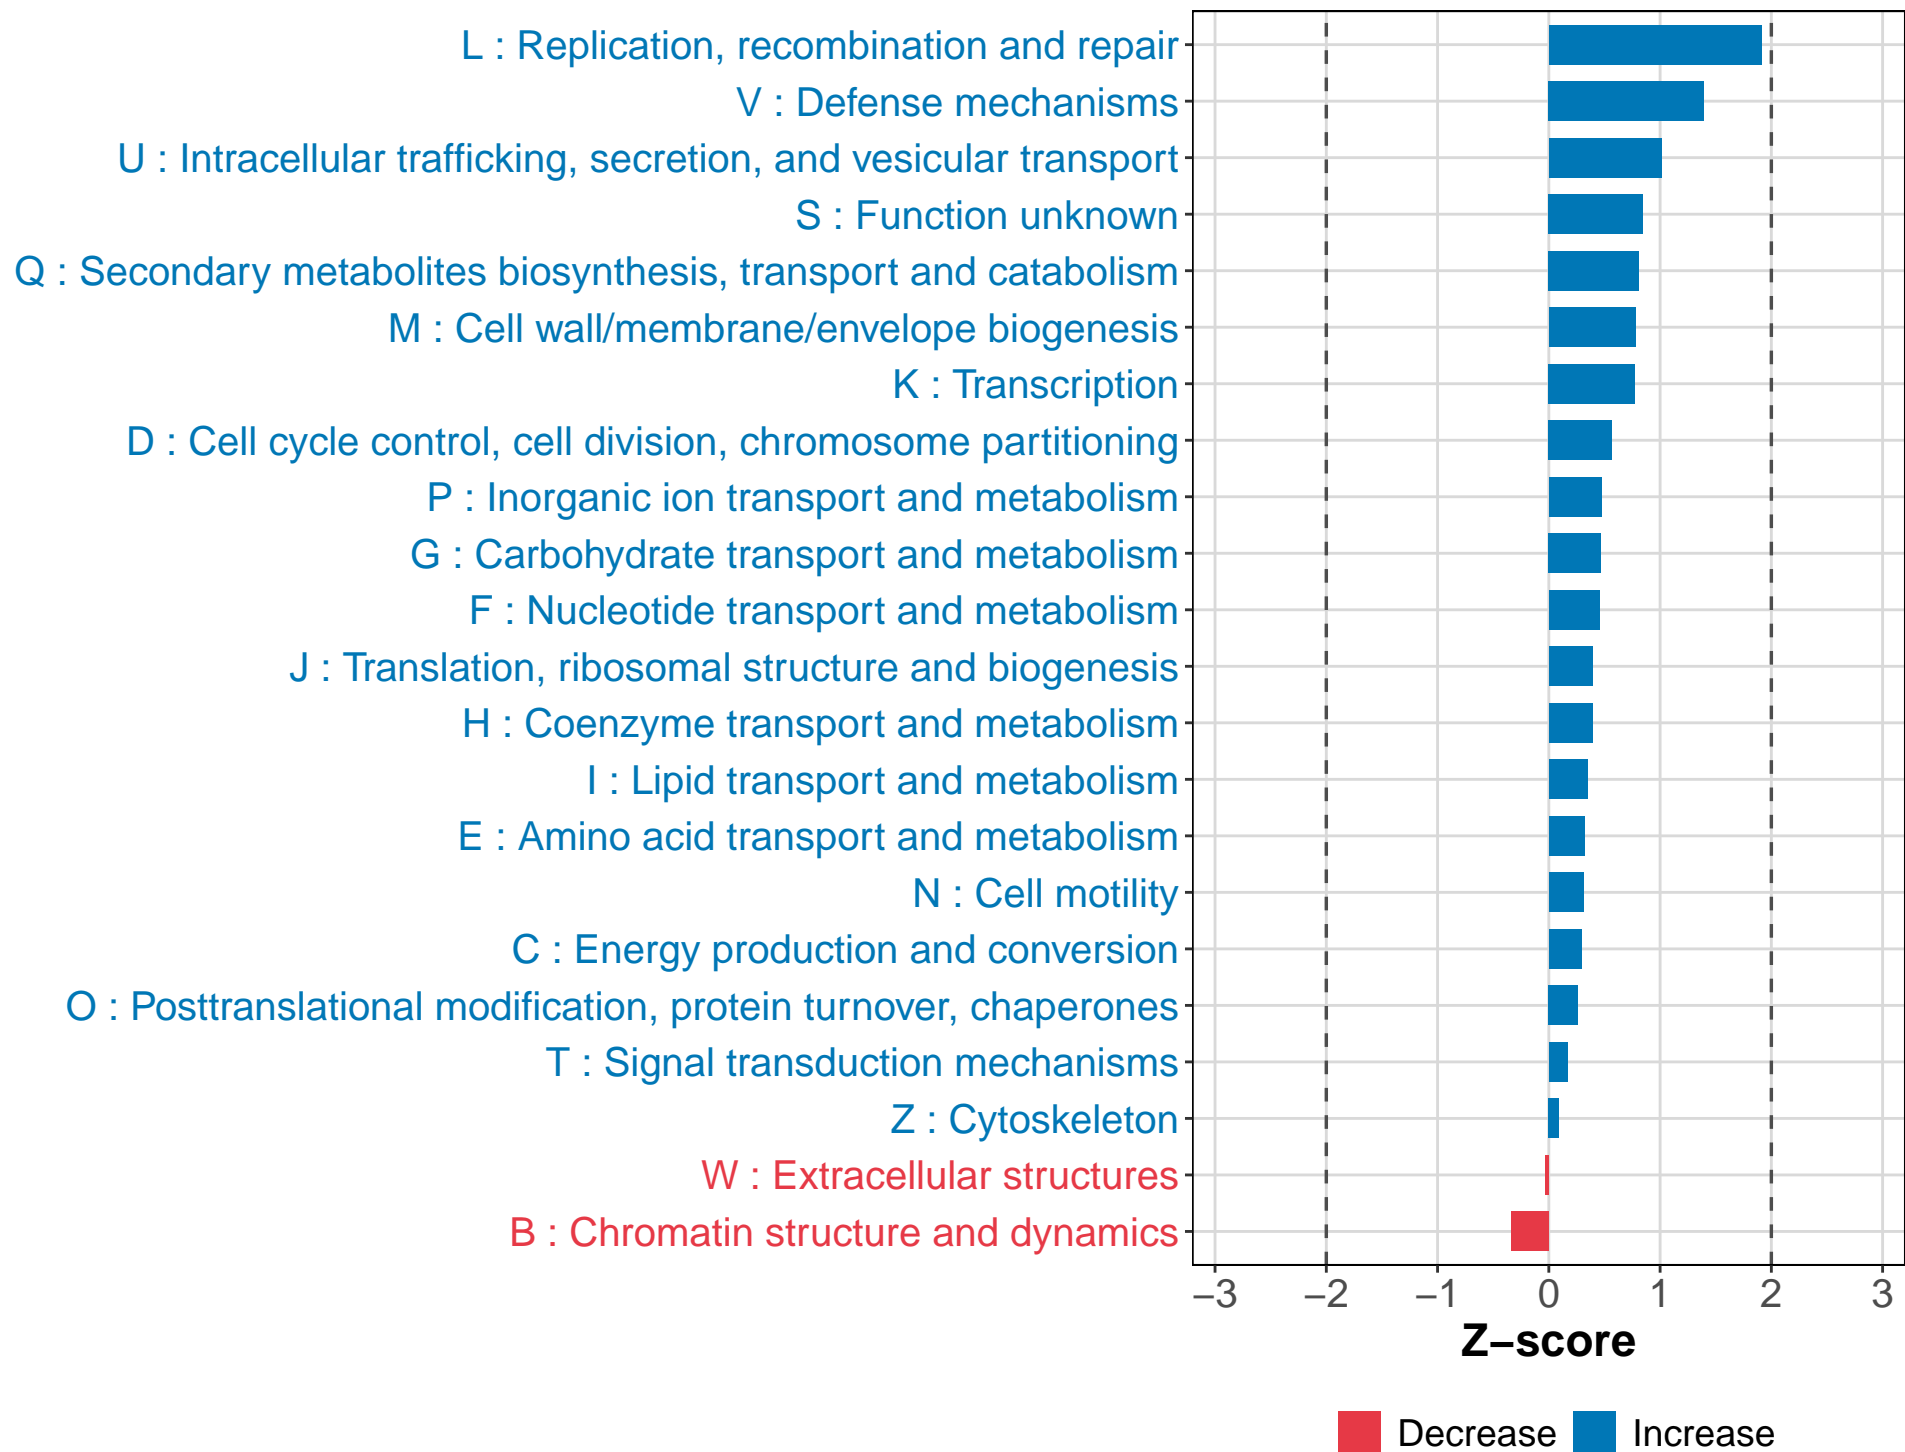 L : Replication, recombination and repair
V : Defense mechanisms
U : Intracellular trafficking, secretion, and vesicular transport
S : Function unknown
Q : Secondary metabolites biosynthesis, transport and catabolism
M : Cell wall/membrane/envelope biogenesis
K : Transcription
D : Cell cycle control, cell division, chromosome partitioning
P : Inorganic ion transport and metabolism
G : Carbohydrate transport and metabolism
F : Nucleotide transport and metabolism
J : Translation, ribosomal structure and biogenesis
H : Coenzyme transport and metabolism
I : Lipid transport and metabolism
E : Amino acid transport and metabolism
N : Cell motility
C : Energy production and conversion
O : Posttranslational modification, protein turnover, chaperones
T : Signal transduction mechanisms
Z : Cytoskeleton
W : Extracellular structures
B : Chromatin structure and dynamics
−3 −2 −1 0 1 2 3
Z−score
Decrease Increase